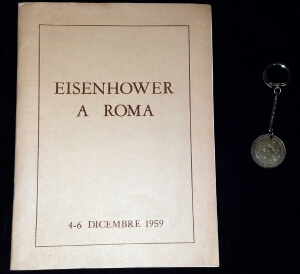 EISENHOWER
A ROMA
4-6 DICEMBRE 1959